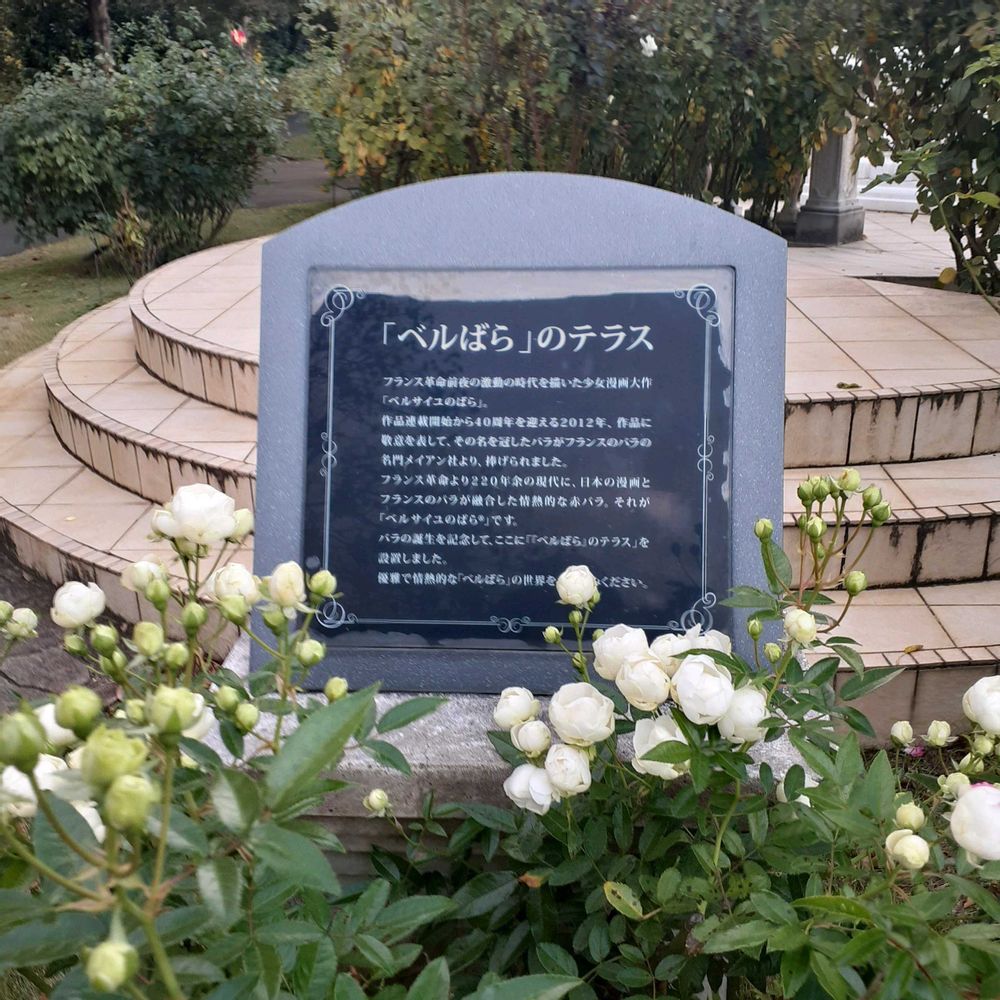 「ベルばら」のテラス
フランス革命前夜の激動の時代を描いた少女漫画大作
「ベルサイユのばら」。
作品連載開始から40周年を迎える2012年、作品に
敬意を表して、その名を冠したバラがフランスのバラの
名門メイアン社より、捧げられました。
フランス革命より220年余の現代に、日本の漫画と
フランスのバラが融合した情熱的な赤バラ。それが
「ベルサイユのばら®」です。
バラの誕生を記念して、ここに「『ベルばら』のテラス」を
設置しました。
優雅で情熱的な「ベルばら」の世界を ください。